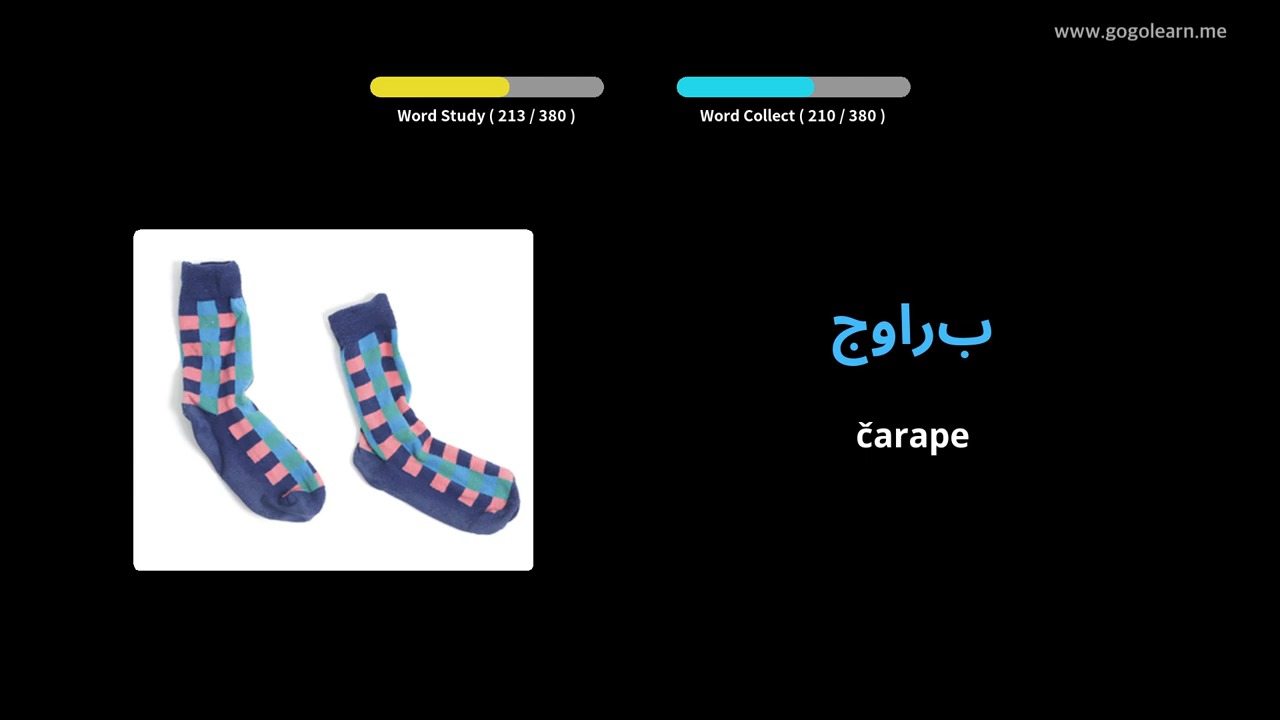 www.gogolearn.me
Word Study ( 213 / 380 )
Word Collect ( 210 / 380 )
ب‌راوج
čarape